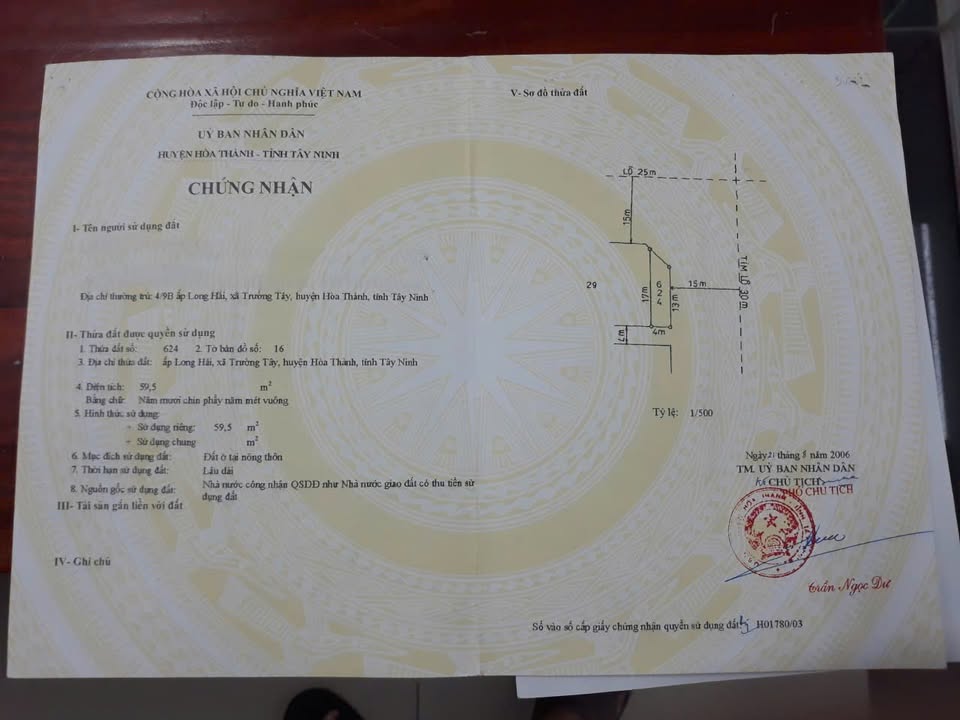 CỘNG HÒA XÃ HỘI CHỦ NGHĨA VIỆT NAM
Độc lập - Tự do - Hạnh phúc
UỶ BAN NHÂN DÂN
HUYỆN HÒA THÀNH - TỈNH TÂY NINH
CHỨNG NHẬN
I- Tên người sử dụng đất
Địa chỉ thường trú: 4/9B ấp Long Hải, xã Trường Tây, huyện Hòa Thành, tỉnh Tây Ninh
II- Thửa đất được quyền sử dụng
1. Thửa đất số: 624 2. Tờ bản đồ số: 16
3. Địa chỉ thửa đất: ấp Long Hải, xã Trường Tây, huyện Hòa Thành, tỉnh Tây Ninh
4. Diện tích: 59,5 m²
Bằng chữ: Năm mươi chín phẩy năm mét vuông
5. Hình thức sử dụng:
+ Sử dụng riêng: 59,5 m²
+ Sử dụng chung m²
6. Mục đích sử dụng đất: Đất ở tại nông thôn
7. Thời hạn sử dụng đất: Lâu dài
8. Nguồn gốc sử dụng đất: Nhà nước công nhận QSDĐ như Nhà nước giao đất có thu tiền sử
dụng đất
III- Tài sản gắn liền với đất
IV- Ghi chú
V- Sơ đồ thửa đất
LỘ 25m
15m
TIM LỘ 30m
29
17m
624
13m
15m
4m
4m
Tỷ lệ: 1/500
Ngày 21 tháng 8 năm 2006
TM. UỶ BAN NHÂN DÂN
KT CHỦ TỊCH
PHÓ CHỦ TỊCH
Trần Ngọc Dư
Số vào sổ cấp giấy chứng nhận quyền sử dụng đất H01780/03